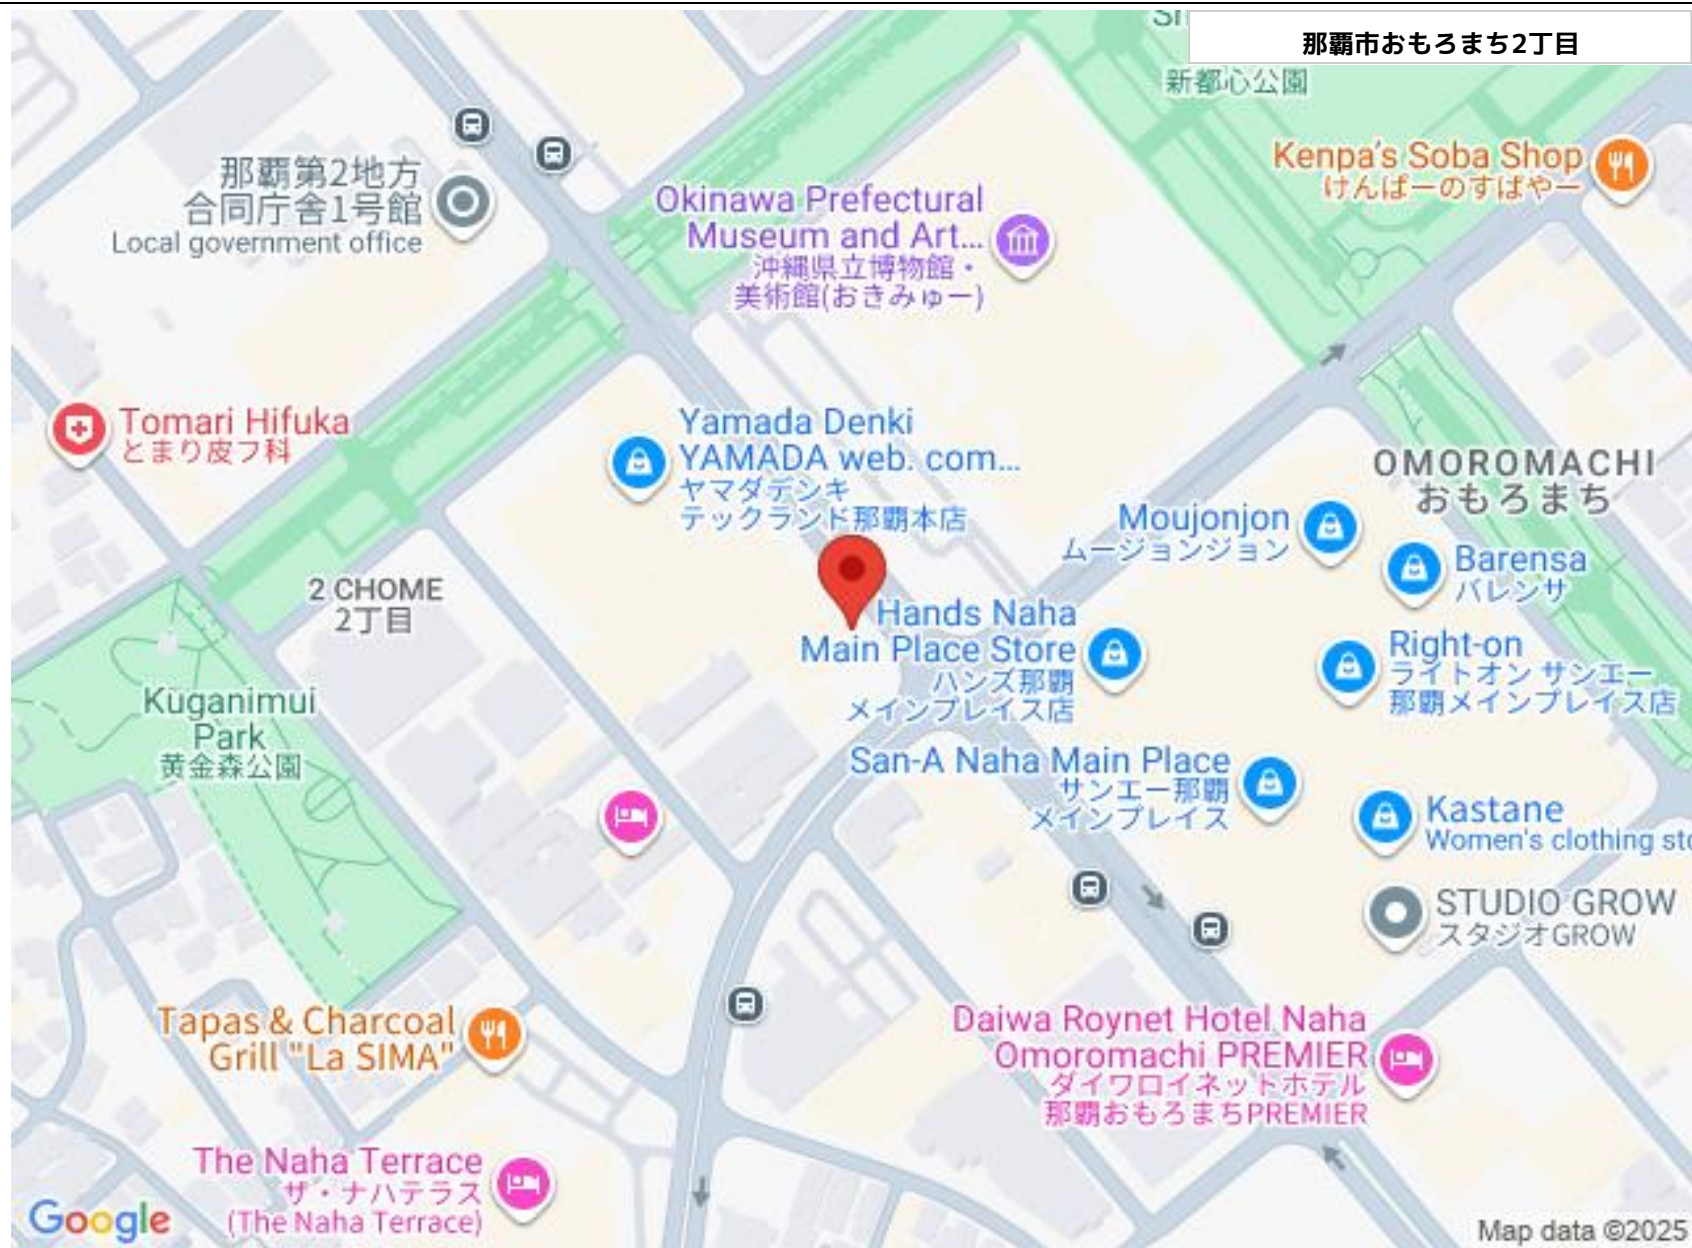 那覇市おもろまち2丁目
新都心公園
Kenpa's Soba Shop
けんぱーのすばやー
那覇第2地方
合同庁舎1号館
Local government office
Okinawa Prefectural
Museum and Art...
沖縄県立博物館・
美術館(おきみゅー)
Tomari Hifuka
とまり皮フ科
Yamada Denki
YAMADA web. com...
ヤマダデンキ
テックランド那覇本店
OMOROMACHI
おもろまち
Moujonjon
ムージョンジョン
Barensa
バレンサ
2 CHOME
2丁目
Hands Naha
Main Place Store
ハンズ那覇
メインプレイス店
Right-on
ライトオン サンエー
那覇メインプレイス店
Kuganimui
Park
黄金森公園
San-A Naha Main Place
サンエー那覇
メインプレイス
Kastane
Women's clothing sto
STUDIO GROW
スタジオGROW
Tapas & Charcoal
Grill "La SIMA"
Daiwa Roynet Hotel Naha
Omoromachi PREMIER
ダイワロイネットホテル
那覇おもろまちPREMIER
The Naha Terrace
ザ・ナハテラス
(The Naha Terrace)
Google
Map data ©2025